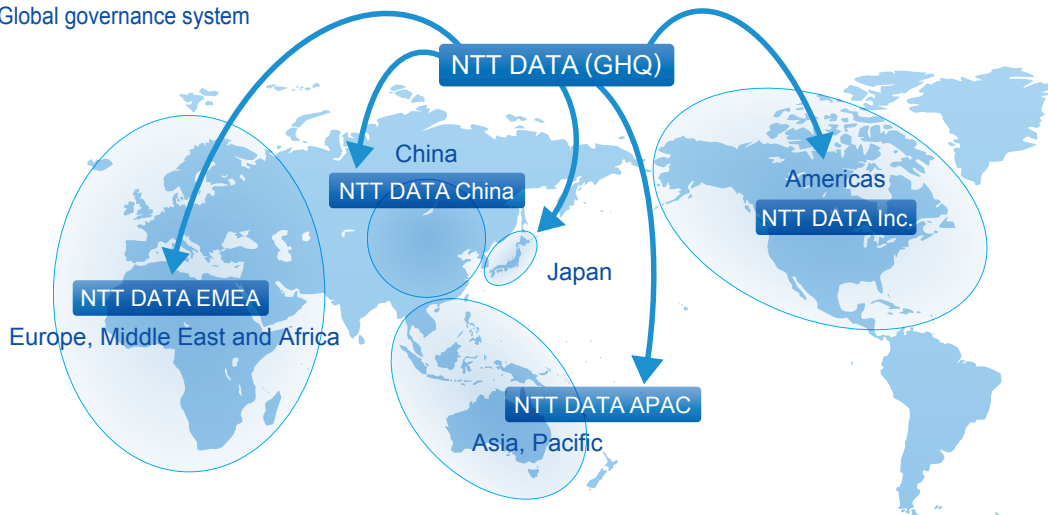 Global governance system
NTT DATA (GHQ)
China
NTT DATA China
Americas
NTT DATA Inc.
Japan
NTT DATA EMEA
Europe, Middle East and Africa
NTT DATA APAC
Asia, Pacific